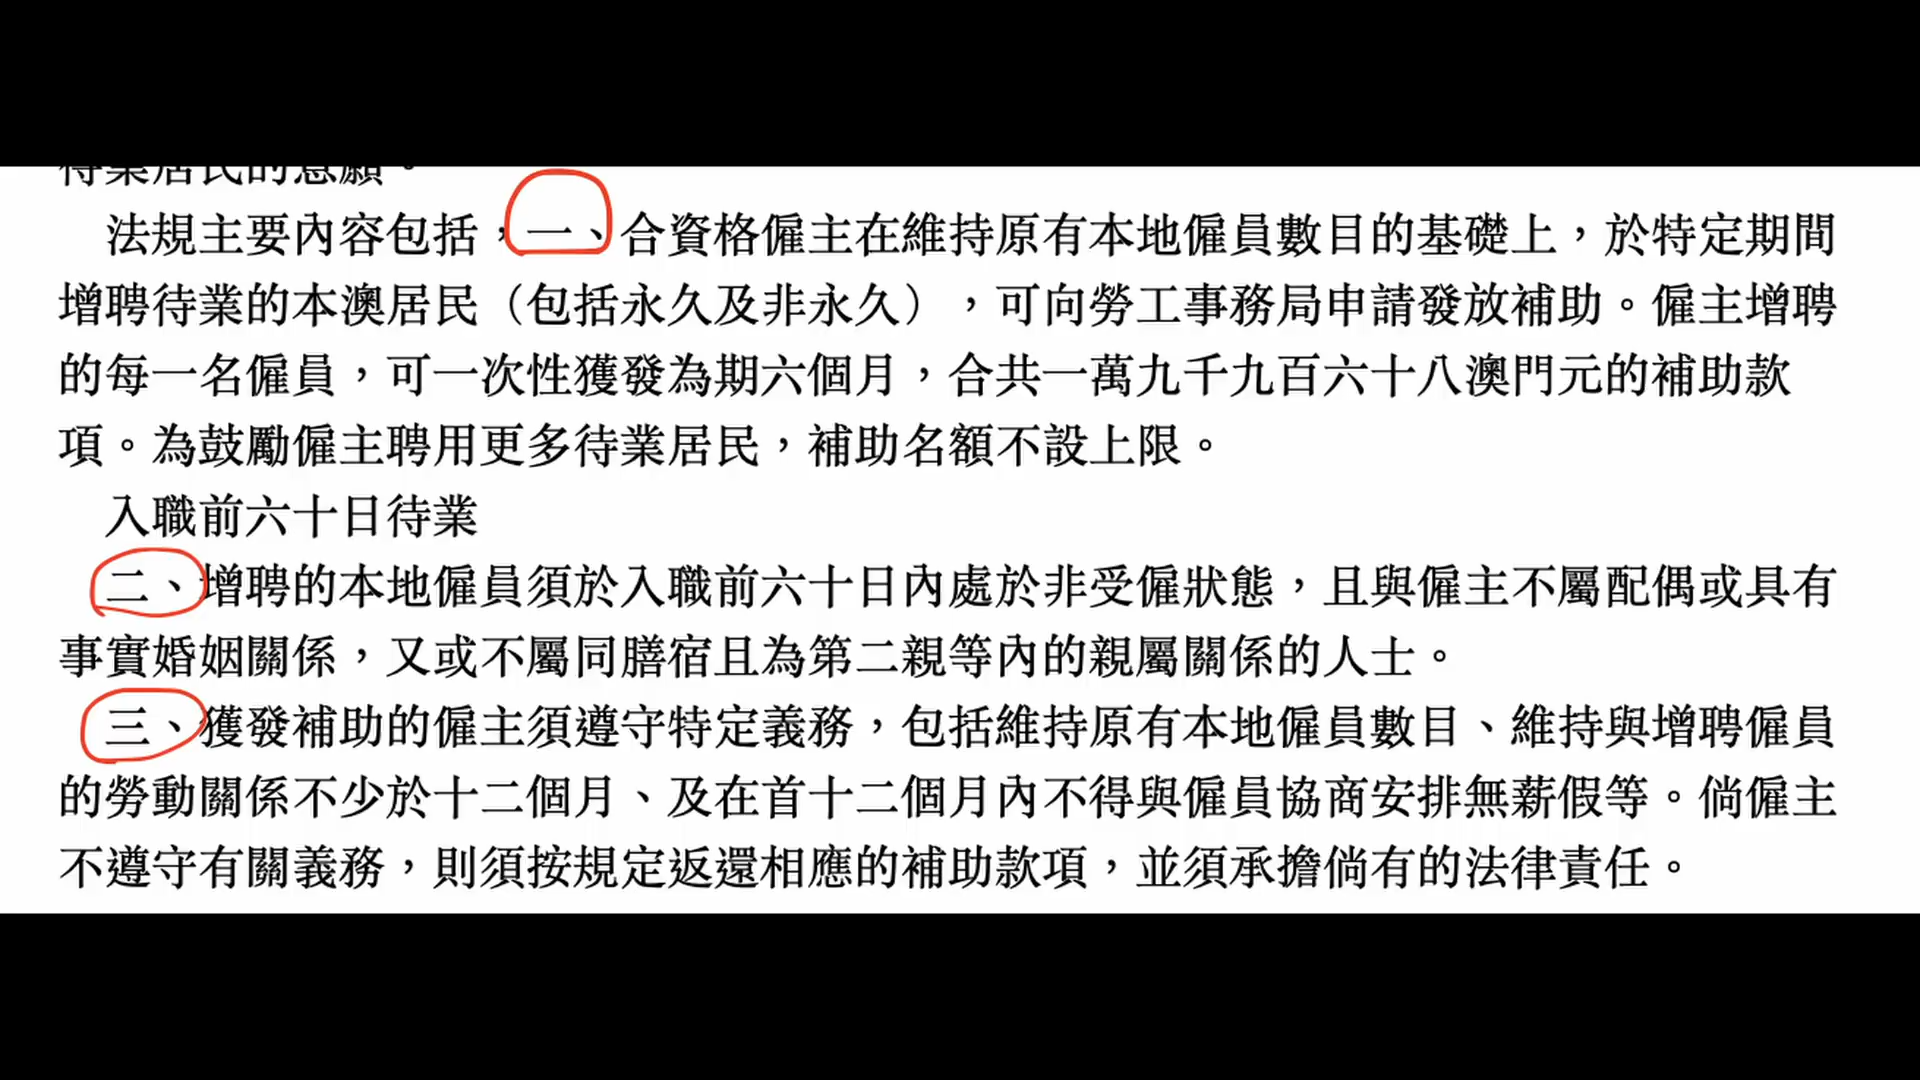 待業居民的意願。
法規主要內容包括，一、合資格僱主在維持原有本地僱員數目的基礎上，於特定期間
增聘待業的本澳居民（包括永久及非永久），可向勞工事務局申請發放補助。僱主增聘
的每一名僱員，可一次性獲發為期六個月，合共一萬九千九百六十八澳門元的補助款
項。為鼓勵僱主聘用更多待業居民，補助名額不設上限。
入職前六十日待業
二、增聘的本地僱員須於入職前六十日內處於非受僱狀態，且與僱主不屬配偶或具有
事實婚姻關係，又或不屬同膳宿且為第二親等內的親屬關係的人士。
三、獲發補助的僱主須遵守特定義務，包括維持原有本地僱員數目、維持與增聘僱員
的勞動關係不少於十二個月、及在首十二個月內不得與僱員協商安排無薪假等。倘僱主
不遵守有關義務，則須按規定返還相應的補助款項，並須承擔倘有的法律責任。